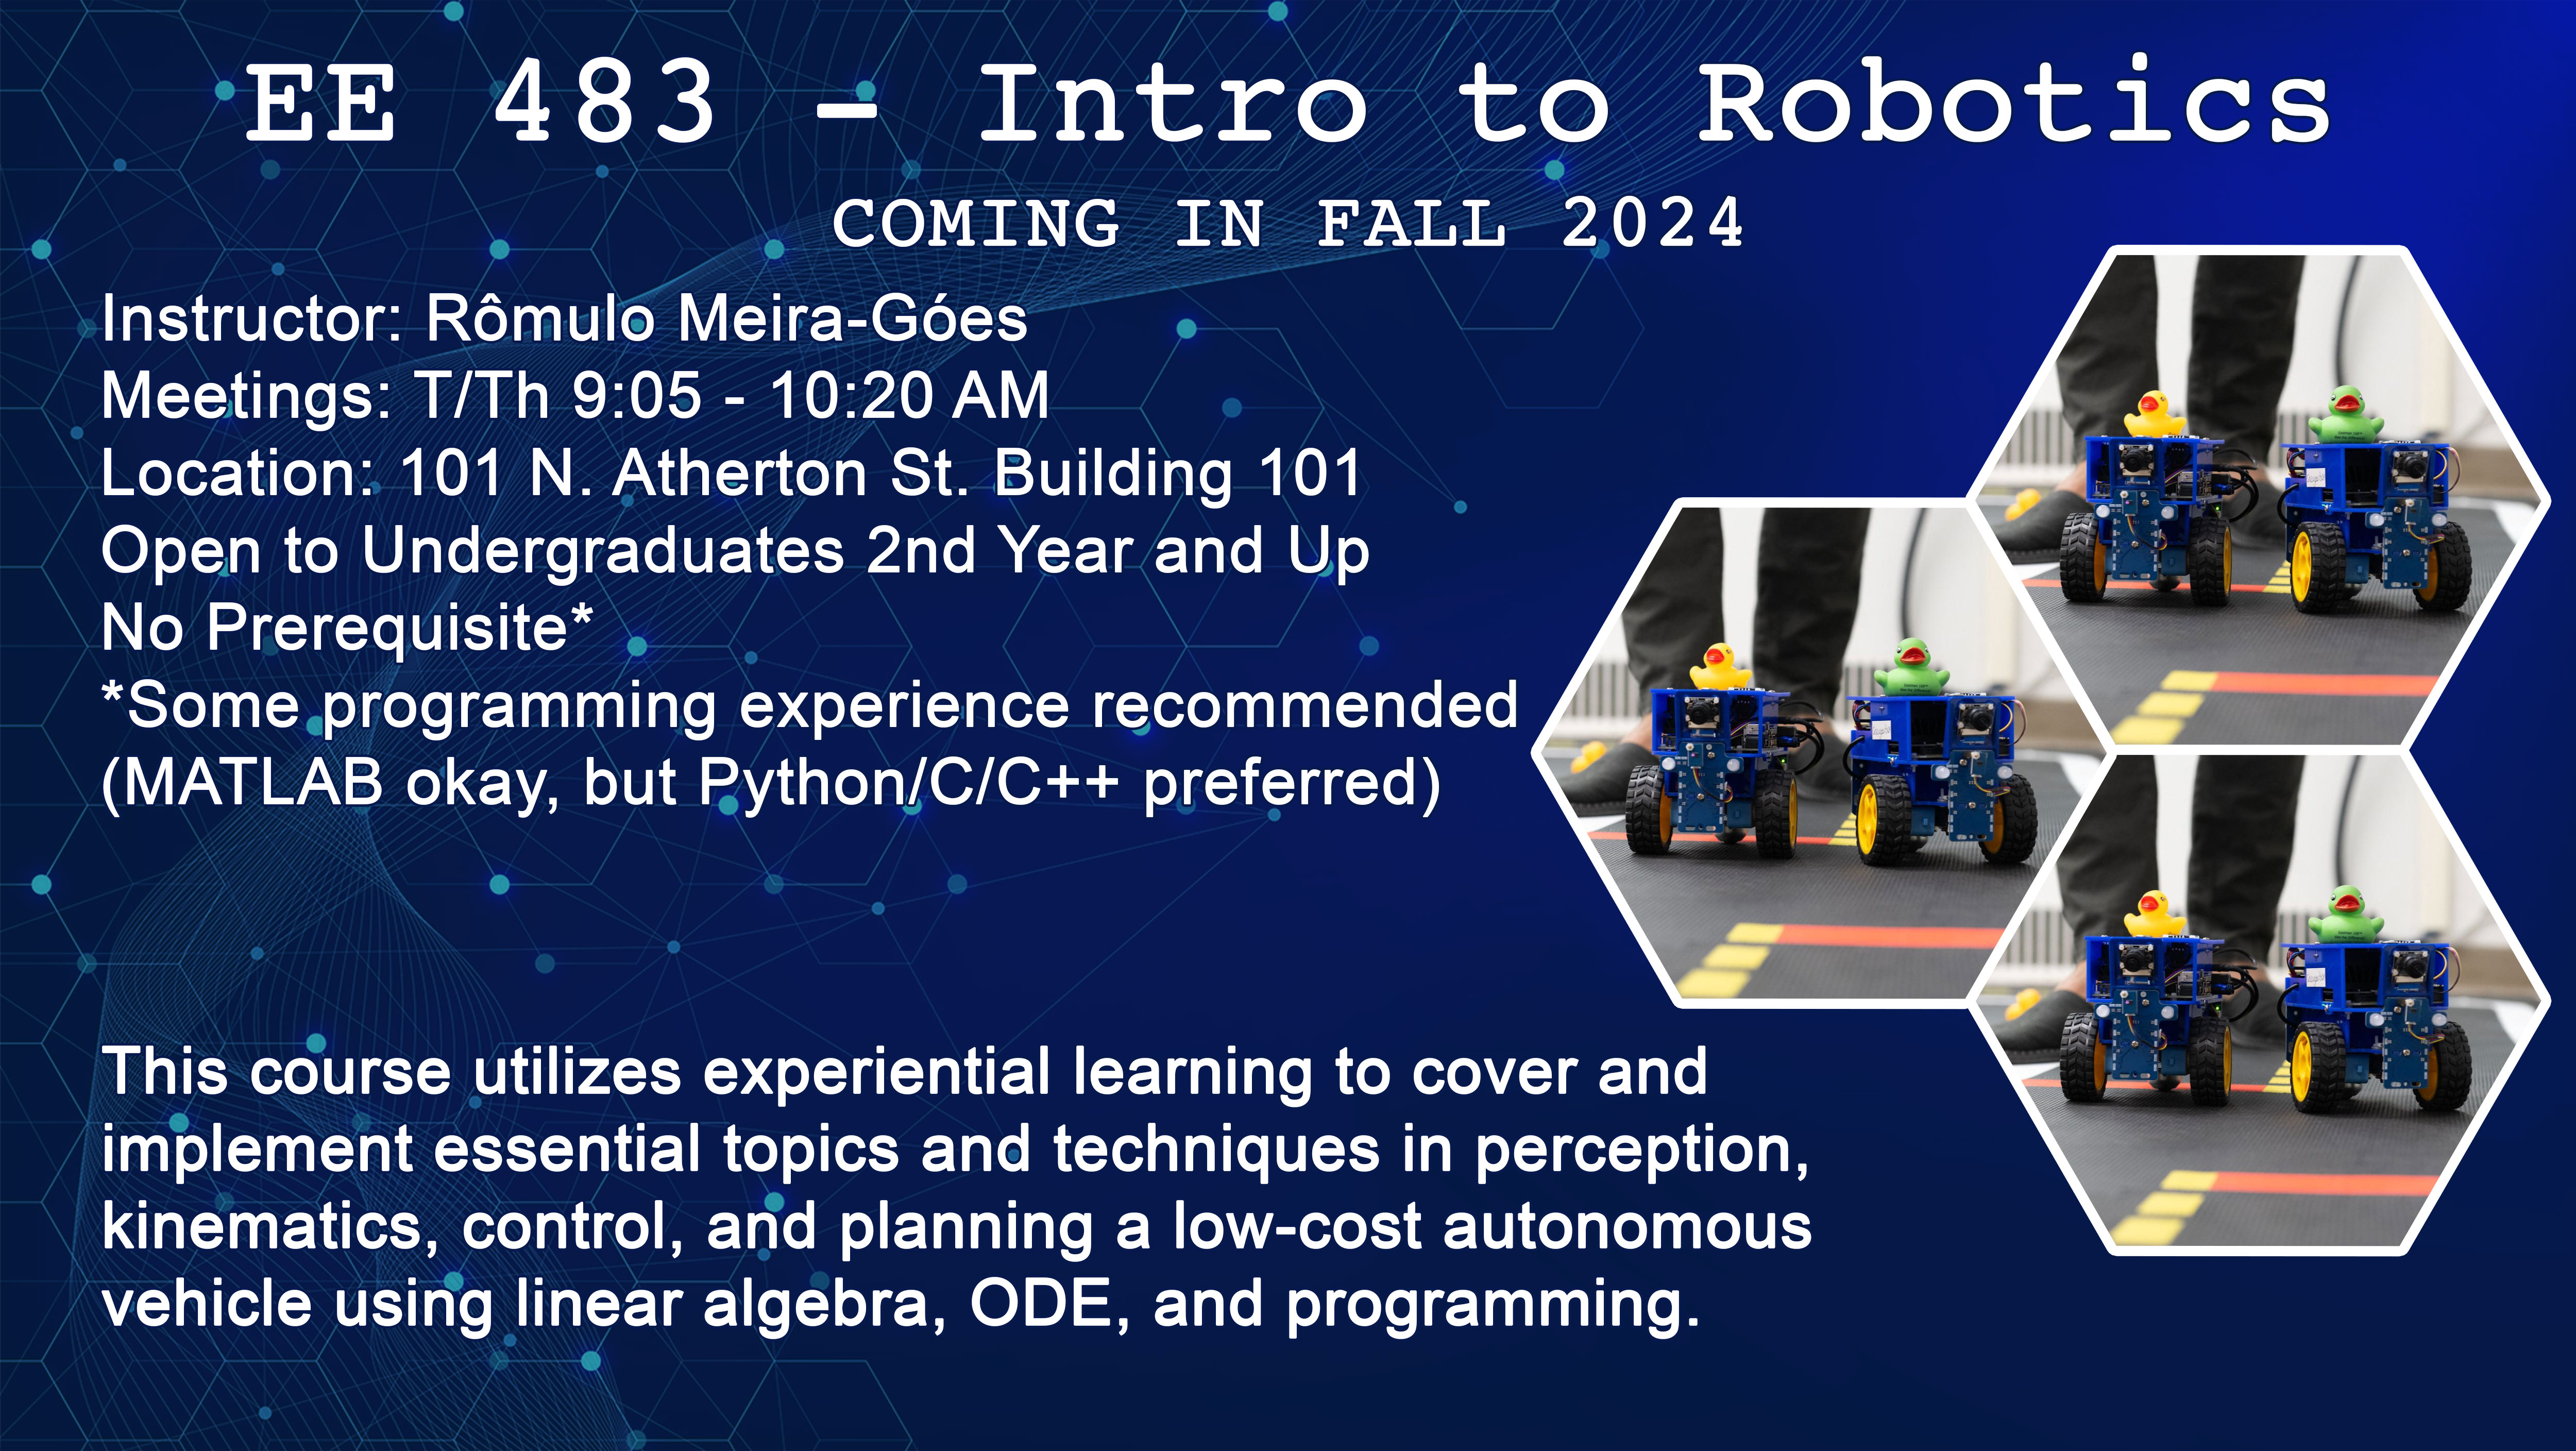 EE 483 – Intro to Robotics
COMING IN FALL 2024
Instructor: Rômulo Meira-Góes
Meetings: T/Th 9:05 - 10:20 AM
Location: 101 N. Atherton St. Building 101
Open to Undergraduates 2nd Year and Up
No Prerequisite*
*Some programming experience recommended
(MATLAB okay, but Python/C/C++ preferred)
This course utilizes experiential learning to cover and
implement essential topics and techniques in perception,
kinematics, control, and planning a low-cost autonomous
vehicle using linear algebra, ODE, and programming.